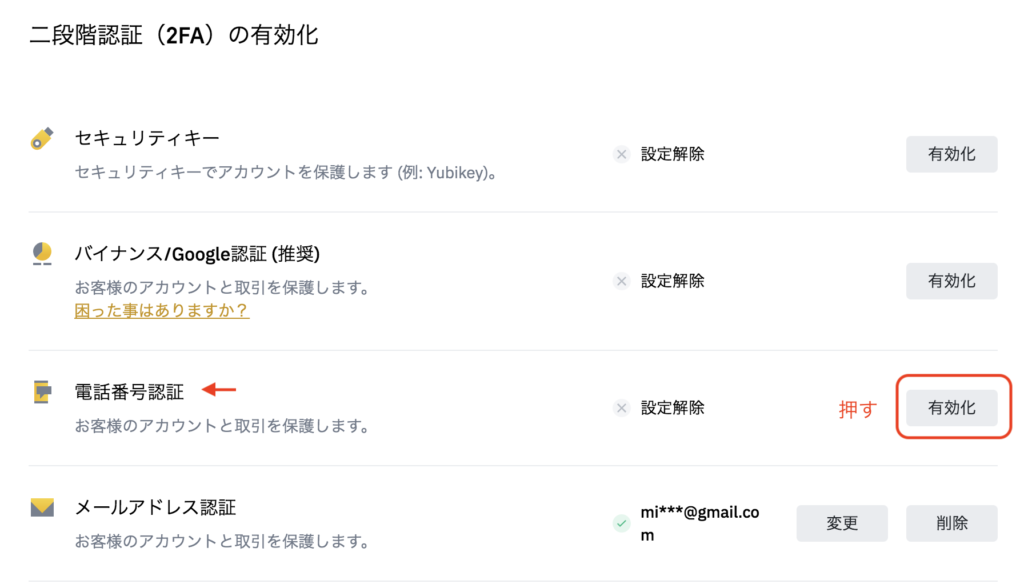 二段階認証（2FA）の有効化
セキュリティキー
セキュリティキーでアカウントを保護します (例: Yubikey)。
設定解除
有効化
バイナンス/Google認証 (推奨)
お客様のアカウントと取引を保護します。
困った事はありますか？
設定解除
有効化
電話番号認証
お客様のアカウントと取引を保護します。
設定解除
押す
有効化
メールアドレス認証
お客様のアカウントと取引を保護します。
mi***@gmail.co
m
変更
削除